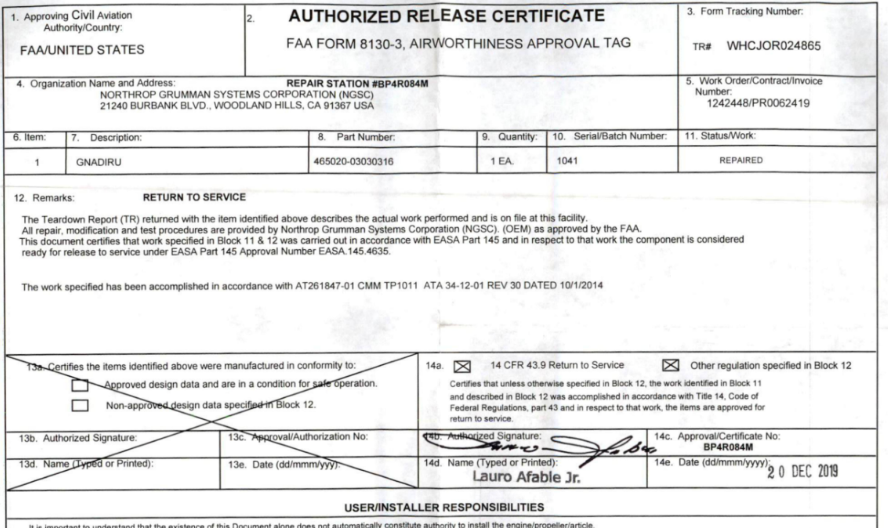 1. Approving Civil Aviation
Authority/Country:
FAA/UNITED STATES
2.
AUTHORIZED RELEASE CERTIFICATE
FAA FORM 8130-3, AIRWORTHINESS APPROVAL TAG
3. Form Tracking Number:
TR# WHCJOR024865
4. Organization Name and Address: REPAIR STATION #BP4R084M
NORTHROP GRUMMAN SYSTEMS CORPORATION (NGSC)
21240 BURBANK BLVD., WOODLAND HILLS, CA 91367 USA
5. Work Order/Contract/Invoice
Number:
1242448/PR0062419
6. Item: 7. Description: 8. Part Number: 9. Quantity: 10. Serial/Batch Number: 11. Status/Work:
1 GNADIRU 465020-03030316 1 EA. 1041 REPAIRED
12. Remarks: RETURN TO SERVICE
The Teardown Report (TR) returned with the item identified above describes the actual work performed and is on file at this facility.
All repair, modification and test procedures are provided by Northrop Grumman Systems Corporation (NGSC). (OEM) as approved by the FAA.
This document certifies that work specified in Block 11 & 12 was carried out in accordance with EASA Part 145 and in respect to that work the component is considered
ready for release to service under EASA Part 145 Approval Number EASA.145.4635.
The work specified has been accomplished in accordance with AT261847-01 CMM TP1011 ATA 34-12-01 REV 30 DATED 10/1/2014
13a. Certifies the items identified above were manufactured in conformity to:
Approved design data and are in a condition for safe operation.
Non-approved design data specified in Block 12.
14a. 14 CFR 43.9 Return to Service Other regulation specified in Block 12
Certifies that unless otherwise specified in Block 12, the work identified in Block 11
and described in Block 12 was accomplished in accordance with Title 14, Code of
Federal Regulations, part 43 and in respect to that work, the items are approved for
return to service.
13b. Authorized Signature: 13c. Approval/Authorization No:
14b. Authorized Signature:
14c. Approval/Certificate No:
BP4R084M
13d. Name (Typed or Printed): 13e. Date (dd/mmm/yyy):
14d. Name (Typed or Printed):
Lauro Afable Jr.
14e. Date (dd/mmm/yyyy):
20 DEC 2019
USER/INSTALLER RESPONSIBILITIES
It is important to understand that the existence of this Document alone does not automatically constitute authority to install the engine/propeller/article.